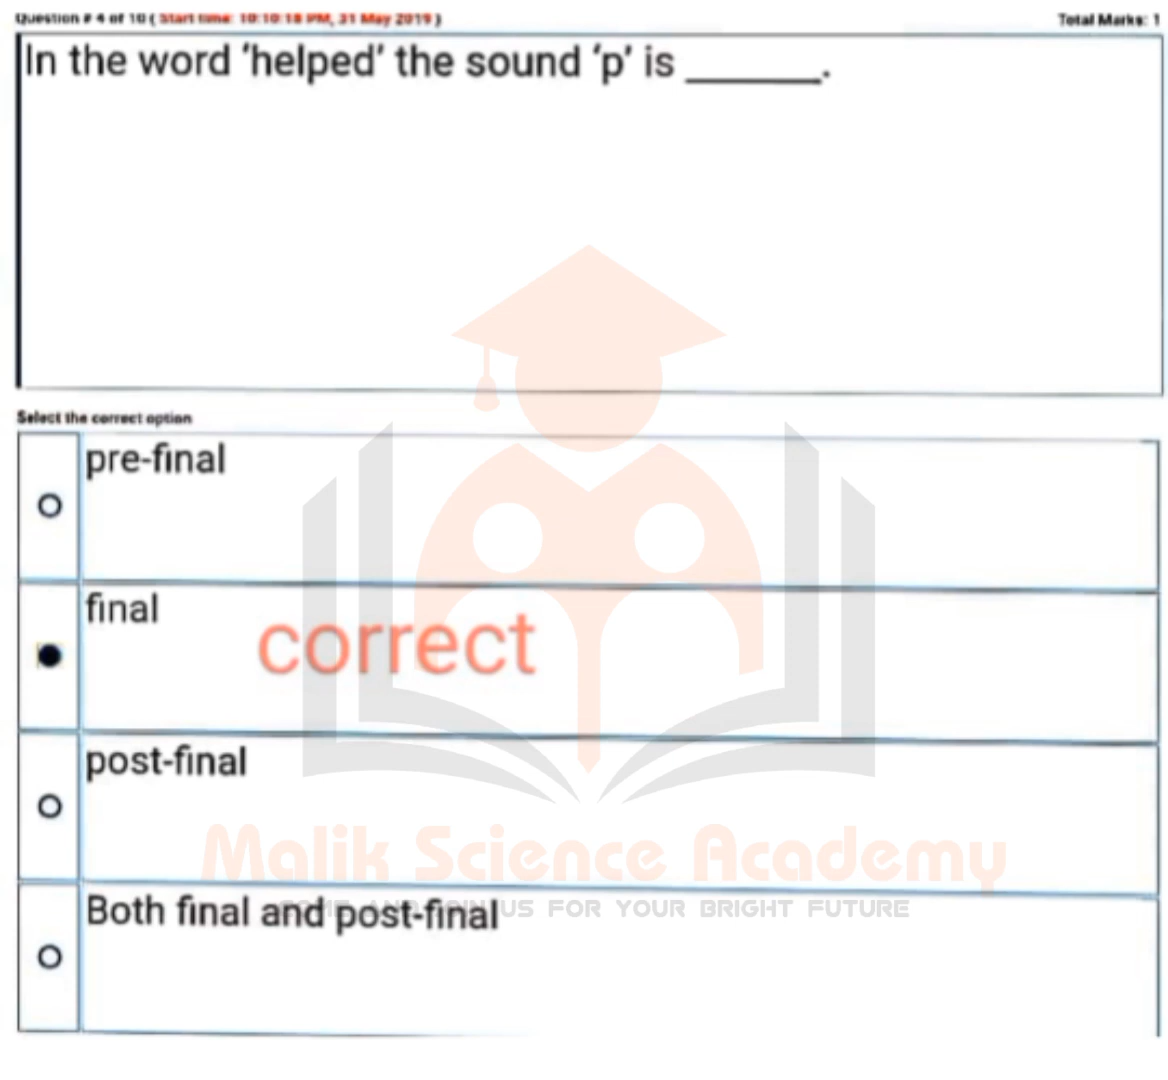 Question # 4 of 10 ( Start time: 10:10:18 PM, 31 May 2019 )
Total Marks: 1
In the word ‘helped’ the sound ‘p’ is ______.
Select the correct option
pre-final
final
correct
post-final
Malik Science Academy
Both final and post-final
US FOR YOUR BRIGHT FUTURE